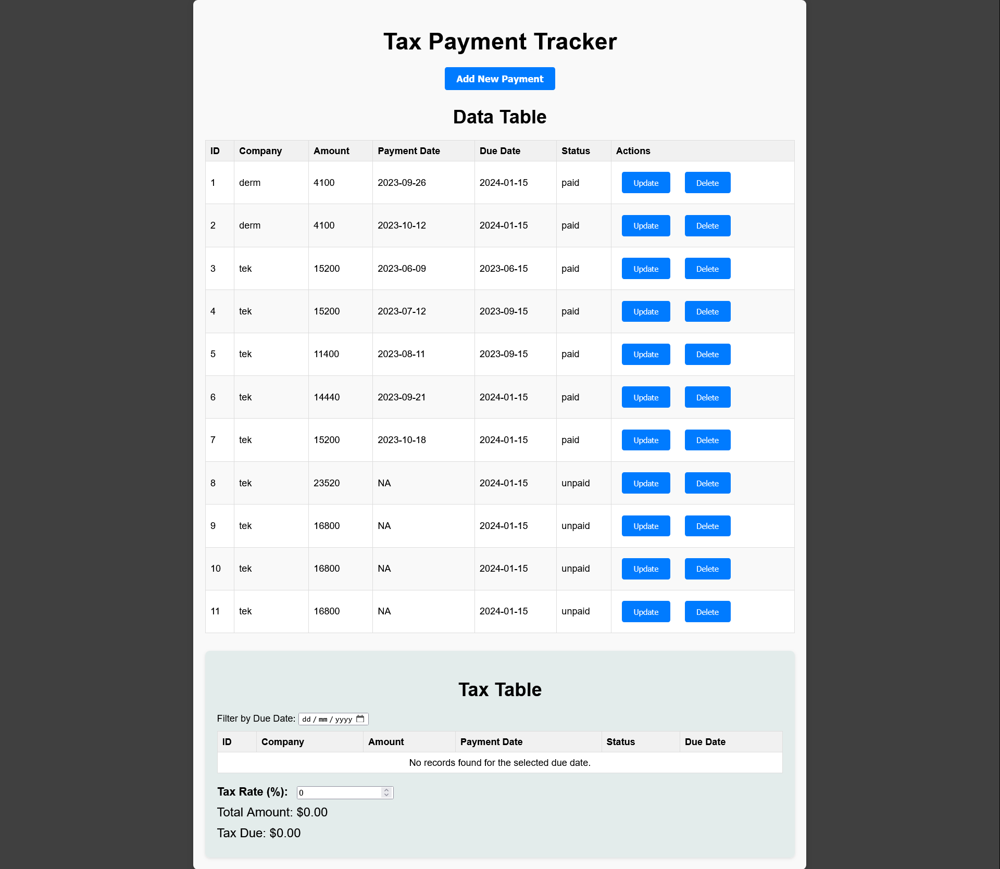 Tax Payment Tracker
Add New Payment
Data Table
ID Company Amount Payment Date Due Date Status Actions
1 derm 4100 2023-09-26 2024-01-15 paid Update Delete
2 derm 4100 2023-10-12 2024-01-15 paid Update Delete
3 tek 15200 2023-06-09 2023-06-15 paid Update Delete
4 tek 15200 2023-07-12 2023-09-15 paid Update Delete
5 tek 11400 2023-08-11 2023-09-15 paid Update Delete
6 tek 14440 2023-09-21 2024-01-15 paid Update Delete
7 tek 15200 2023-10-18 2024-01-15 paid Update Delete
8 tek 23520 NA 2024-01-15 unpaid Update Delete
9 tek 16800 NA 2024-01-15 unpaid Update Delete
10 tek 16800 NA 2024-01-15 unpaid Update Delete
11 tek 16800 NA 2024-01-15 unpaid Update Delete
Tax Table
Filter by Due Date: dd / mm / yyyy
ID Company Amount Payment Date Status Due Date
No records found for the selected due date.
Tax Rate (%): 0
Total Amount: $0.00
Tax Due: $0.00